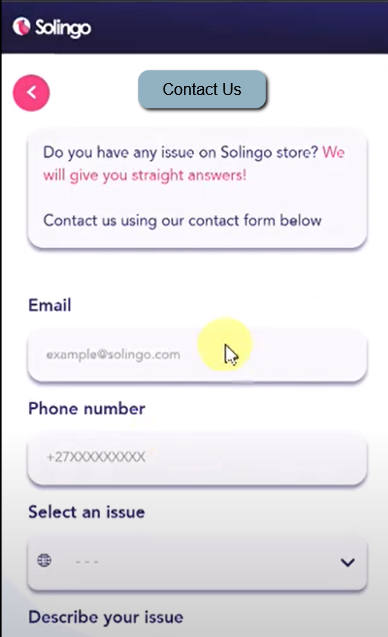 Solingo
Contact Us
Do you have any issue on Solingo store? We
will give you straight answers!
Contact us using our contact form below
Email
example@solingo.com
Phone number
+27XXXXXXXXX
Select an issue
---
Describe your issue